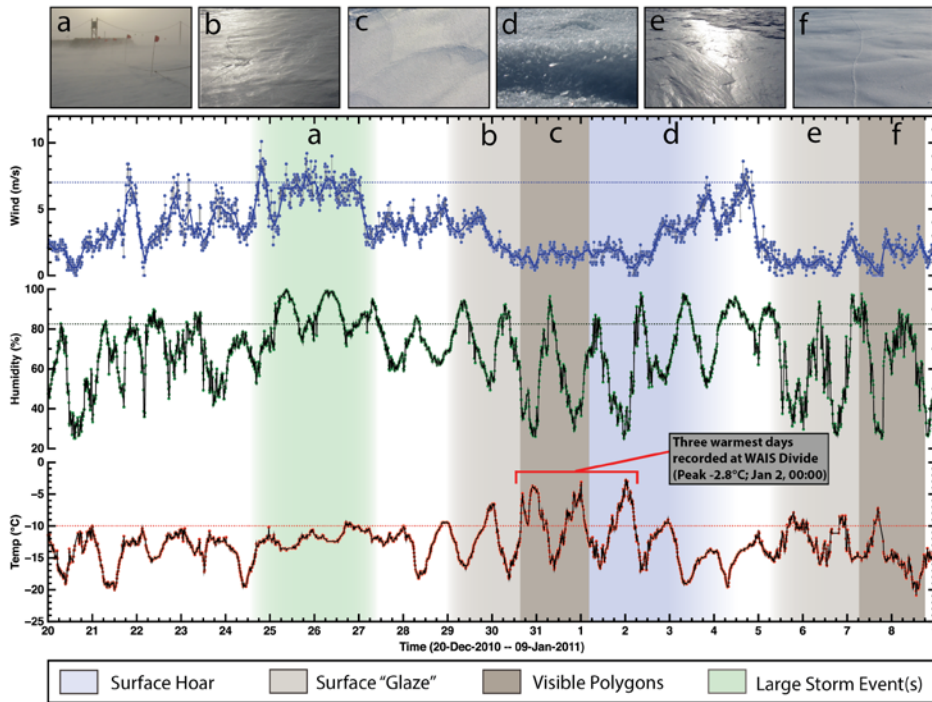 a b c d e f
a b c d e f
Wind (m/s)
10
5
0
Humidity (%)
100
80
60
40
20
Three warmest days
recorded at WAIS Divide
(Peak -2.8°C; Jan 2, 00:00)
Temp (°C)
0
−5
−10
−15
−20
−25
20 21 22 23 24 25 26 27 28 29 30 31 1 2 3 4 5 6 7 8
Time (20-Dec-2010 -- 09-Jan-2011)
Surface Hoar Surface "Glaze" Visible Polygons Large Storm Event(s)